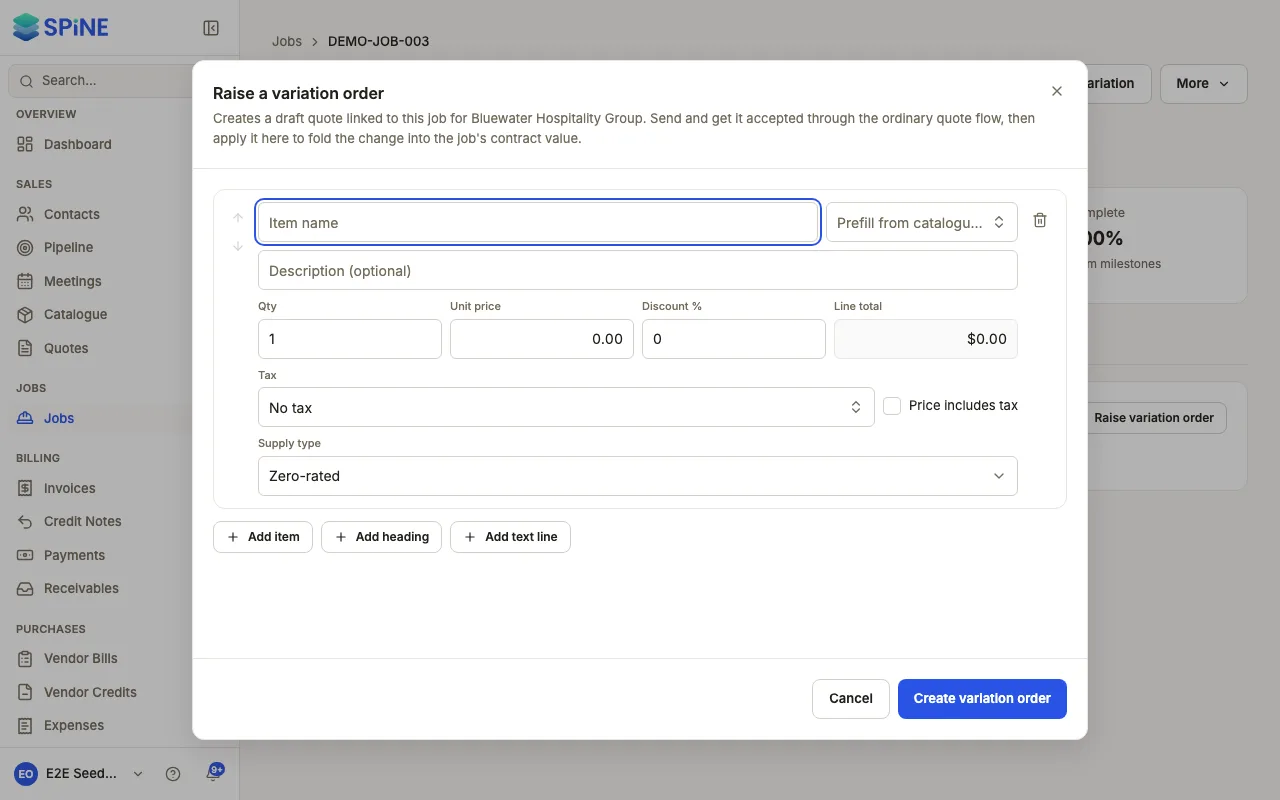 SPiNE
Search...
OVERVIEW
Dashboard
SALES
Contacts
Pipeline
Meetings
Catalogue
Quotes
JOBS
Jobs
BILLING
Invoices
Credit Notes
Payments
Receivables
PURCHASES
Vendor Bills
Vendor Credits
Expenses
EO E2E Seed...
9+
Jobs > DEMO-JOB-003
ariation
More
mplete
00%
m milestones
Raise variation order
Raise a variation order
Creates a draft quote linked to this job for Bluewater Hospitality Group. Send and get it accepted through the ordinary quote flow, then
apply it here to fold the change into the job's contract value.
Item name
Prefill from catalogu...
Description (optional)
Qty Unit price Discount % Line total
1 0.00 0 $0.00
Tax
No tax
Price includes tax
Supply type
Zero-rated
Add item
Add heading
Add text line
Cancel
Create variation order